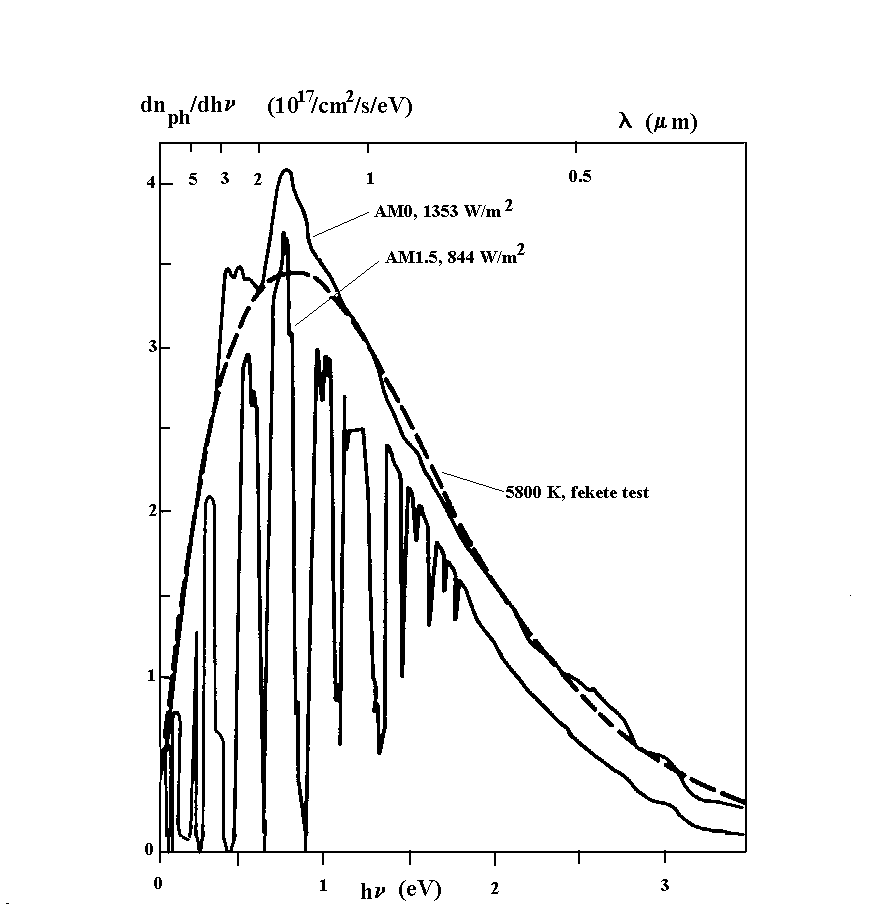 dn_ph/dhν (10^17/cm^2/s/eV)
λ (μm)
5 3 2 1 0.5
4
AM0, 1353 W/m^2
AM1.5, 844 W/m^2
3
5800 K, fekete test
2
1
0
0 1 2 3
hν (eV)